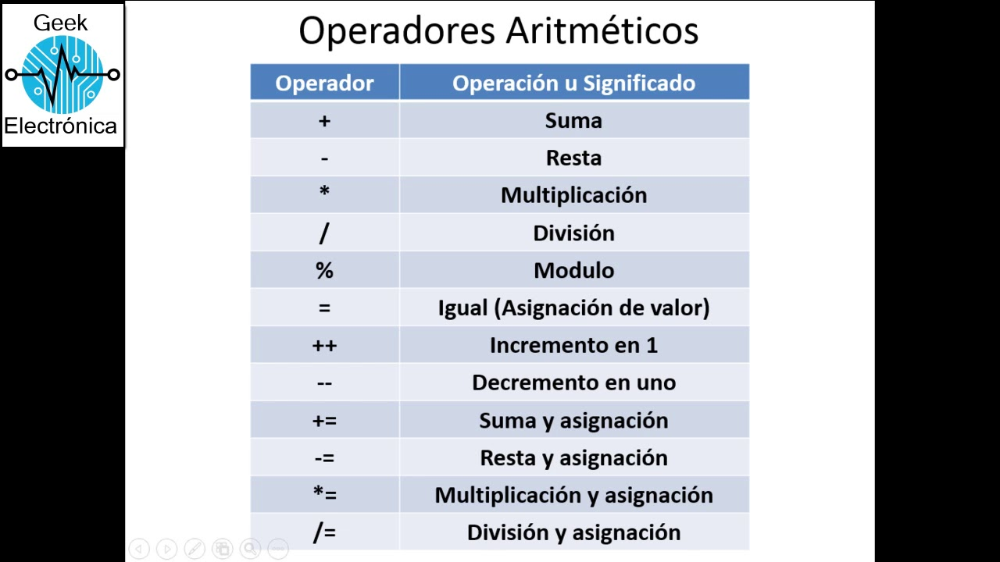 Geek
Electrónica
Operadores Aritméticos
Operador Operación u Significado
+ Suma
- Resta
* Multiplicación
/ División
% Modulo
= Igual (Asignación de valor)
++ Incremento en 1
-- Decremento en uno
+= Suma y asignación
-= Resta y asignación
*= Multiplicación y asignación
/= División y asignación